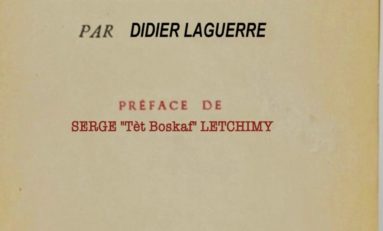 PAR DIDIER LAGUERRE
PRÉFACE DE
SERGE "Tèt Boskaf" LETCHIMY